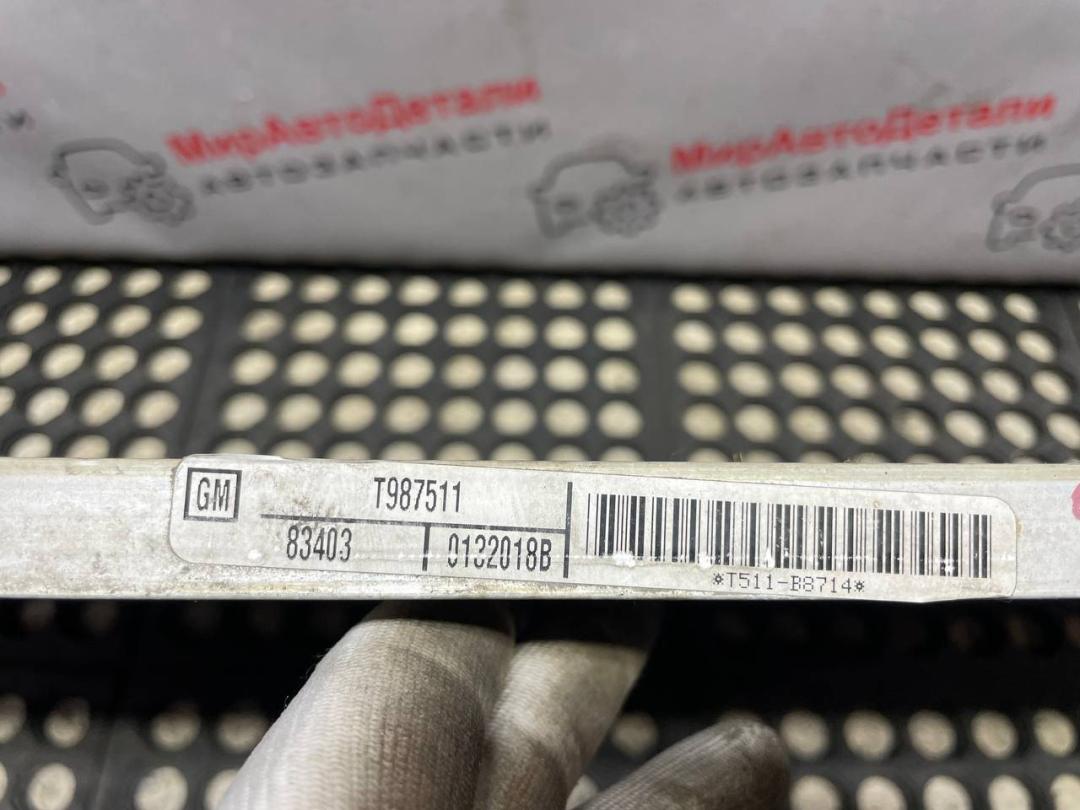 МирАвтоДетали
АВТОЗАПЧАСТИ
МирАвтоДетали
АВТОЗАПЧАСТИ
GM
T987511
83403
0132018B
*T511-B8714*